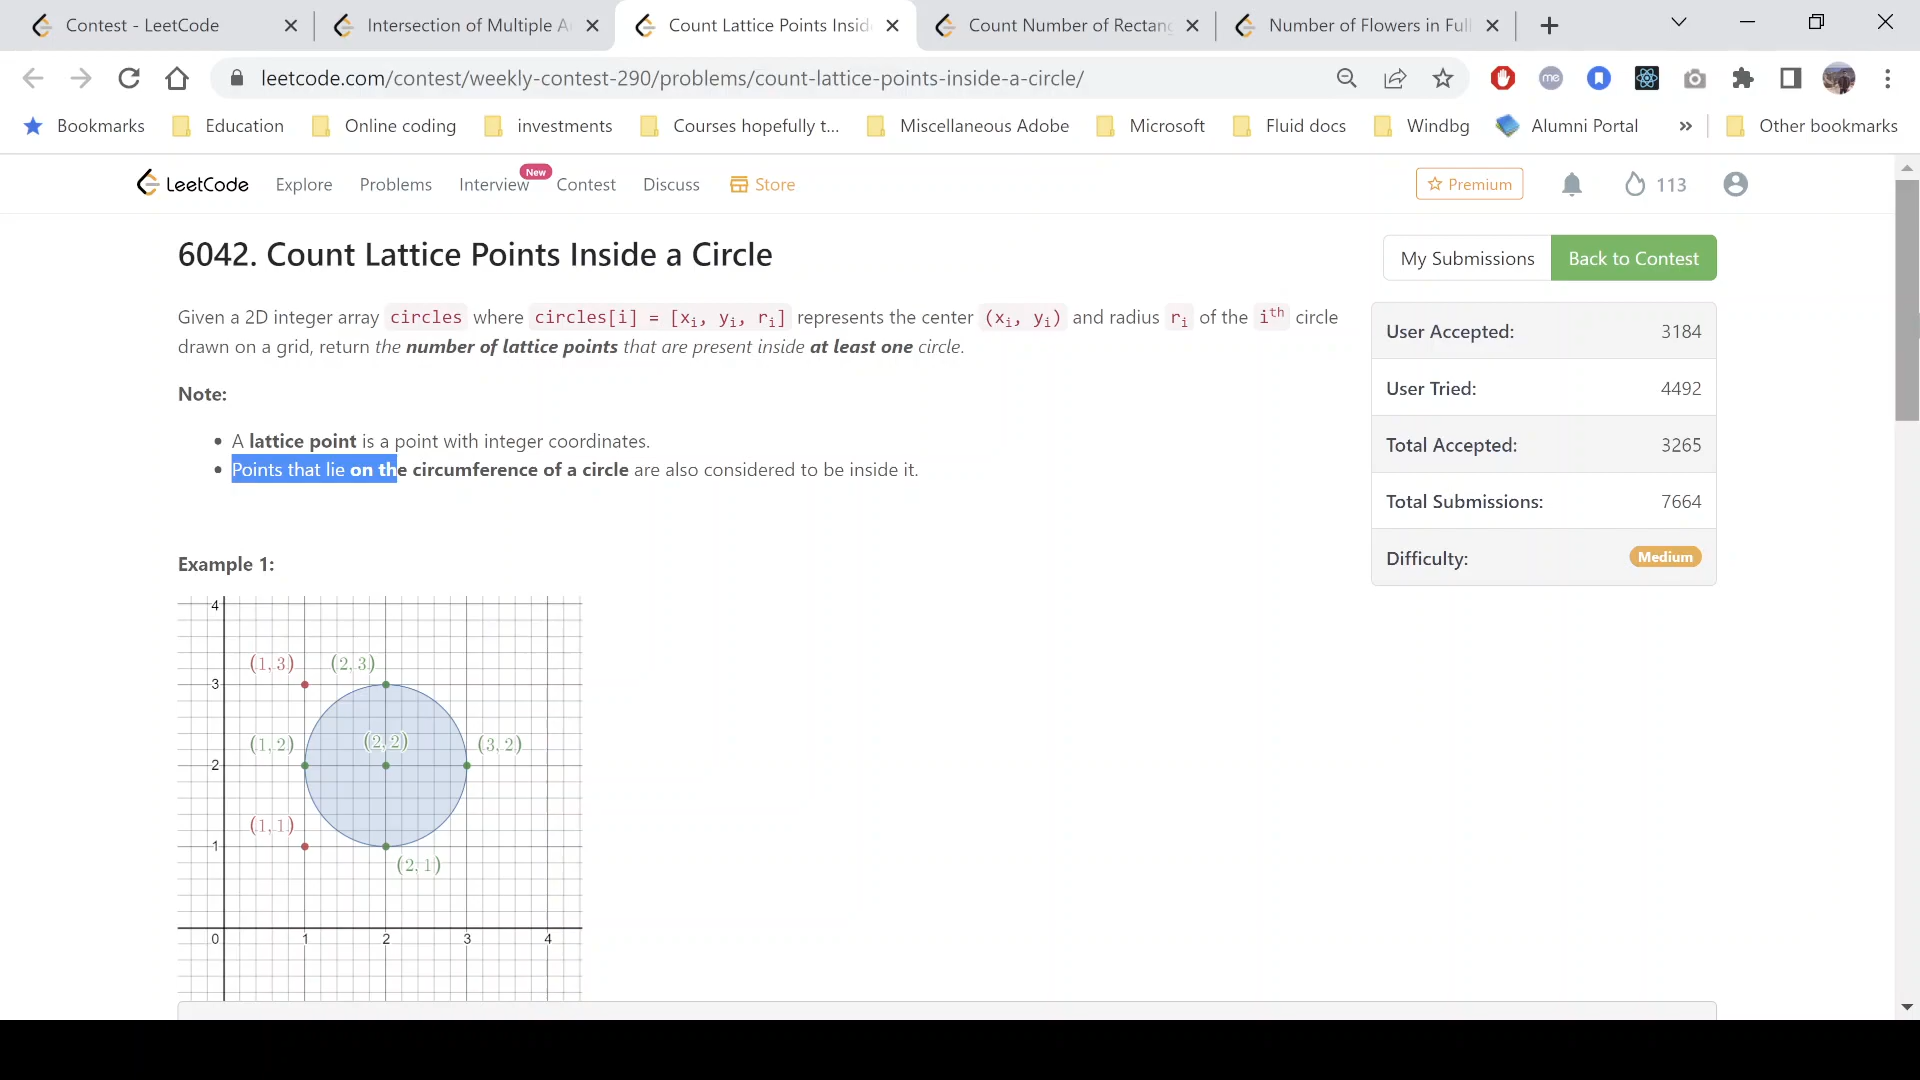 Contest - LeetCode
Intersection of Multiple A
Count Lattice Points Insid
Count Number of Rectang
Number of Flowers in Full
leetcode.com/contest/weekly-contest-290/problems/count-lattice-points-inside-a-circle/
me
Bookmarks Education Online coding investments Courses hopefully t... Miscellaneous Adobe Microsoft Fluid docs Windbg Alumni Portal » Other bookmarks
LeetCode Explore Problems Interview New Contest Discuss Store Premium 113
6042. Count Lattice Points Inside a Circle
My Submissions Back to Contest
Given a 2D integer array circles where circles[i] = [xi, yi, ri] represents the center (xi, yi) and radius ri of the ith circle
drawn on a grid, return the number of lattice points that are present inside at least one circle.
Note:
• A lattice point is a point with integer coordinates.
• Points that lie on the circumference of a circle are also considered to be inside it.
User Accepted: 3184
User Tried: 4492
Total Accepted: 3265
Total Submissions: 7664
Difficulty: Medium
Example 1:
4
(1, 3) (2, 3)
3
(1, 2) (2, 2) (3, 2)
2
(1, 1)
1
(2, 1)
0 1 2 3 4